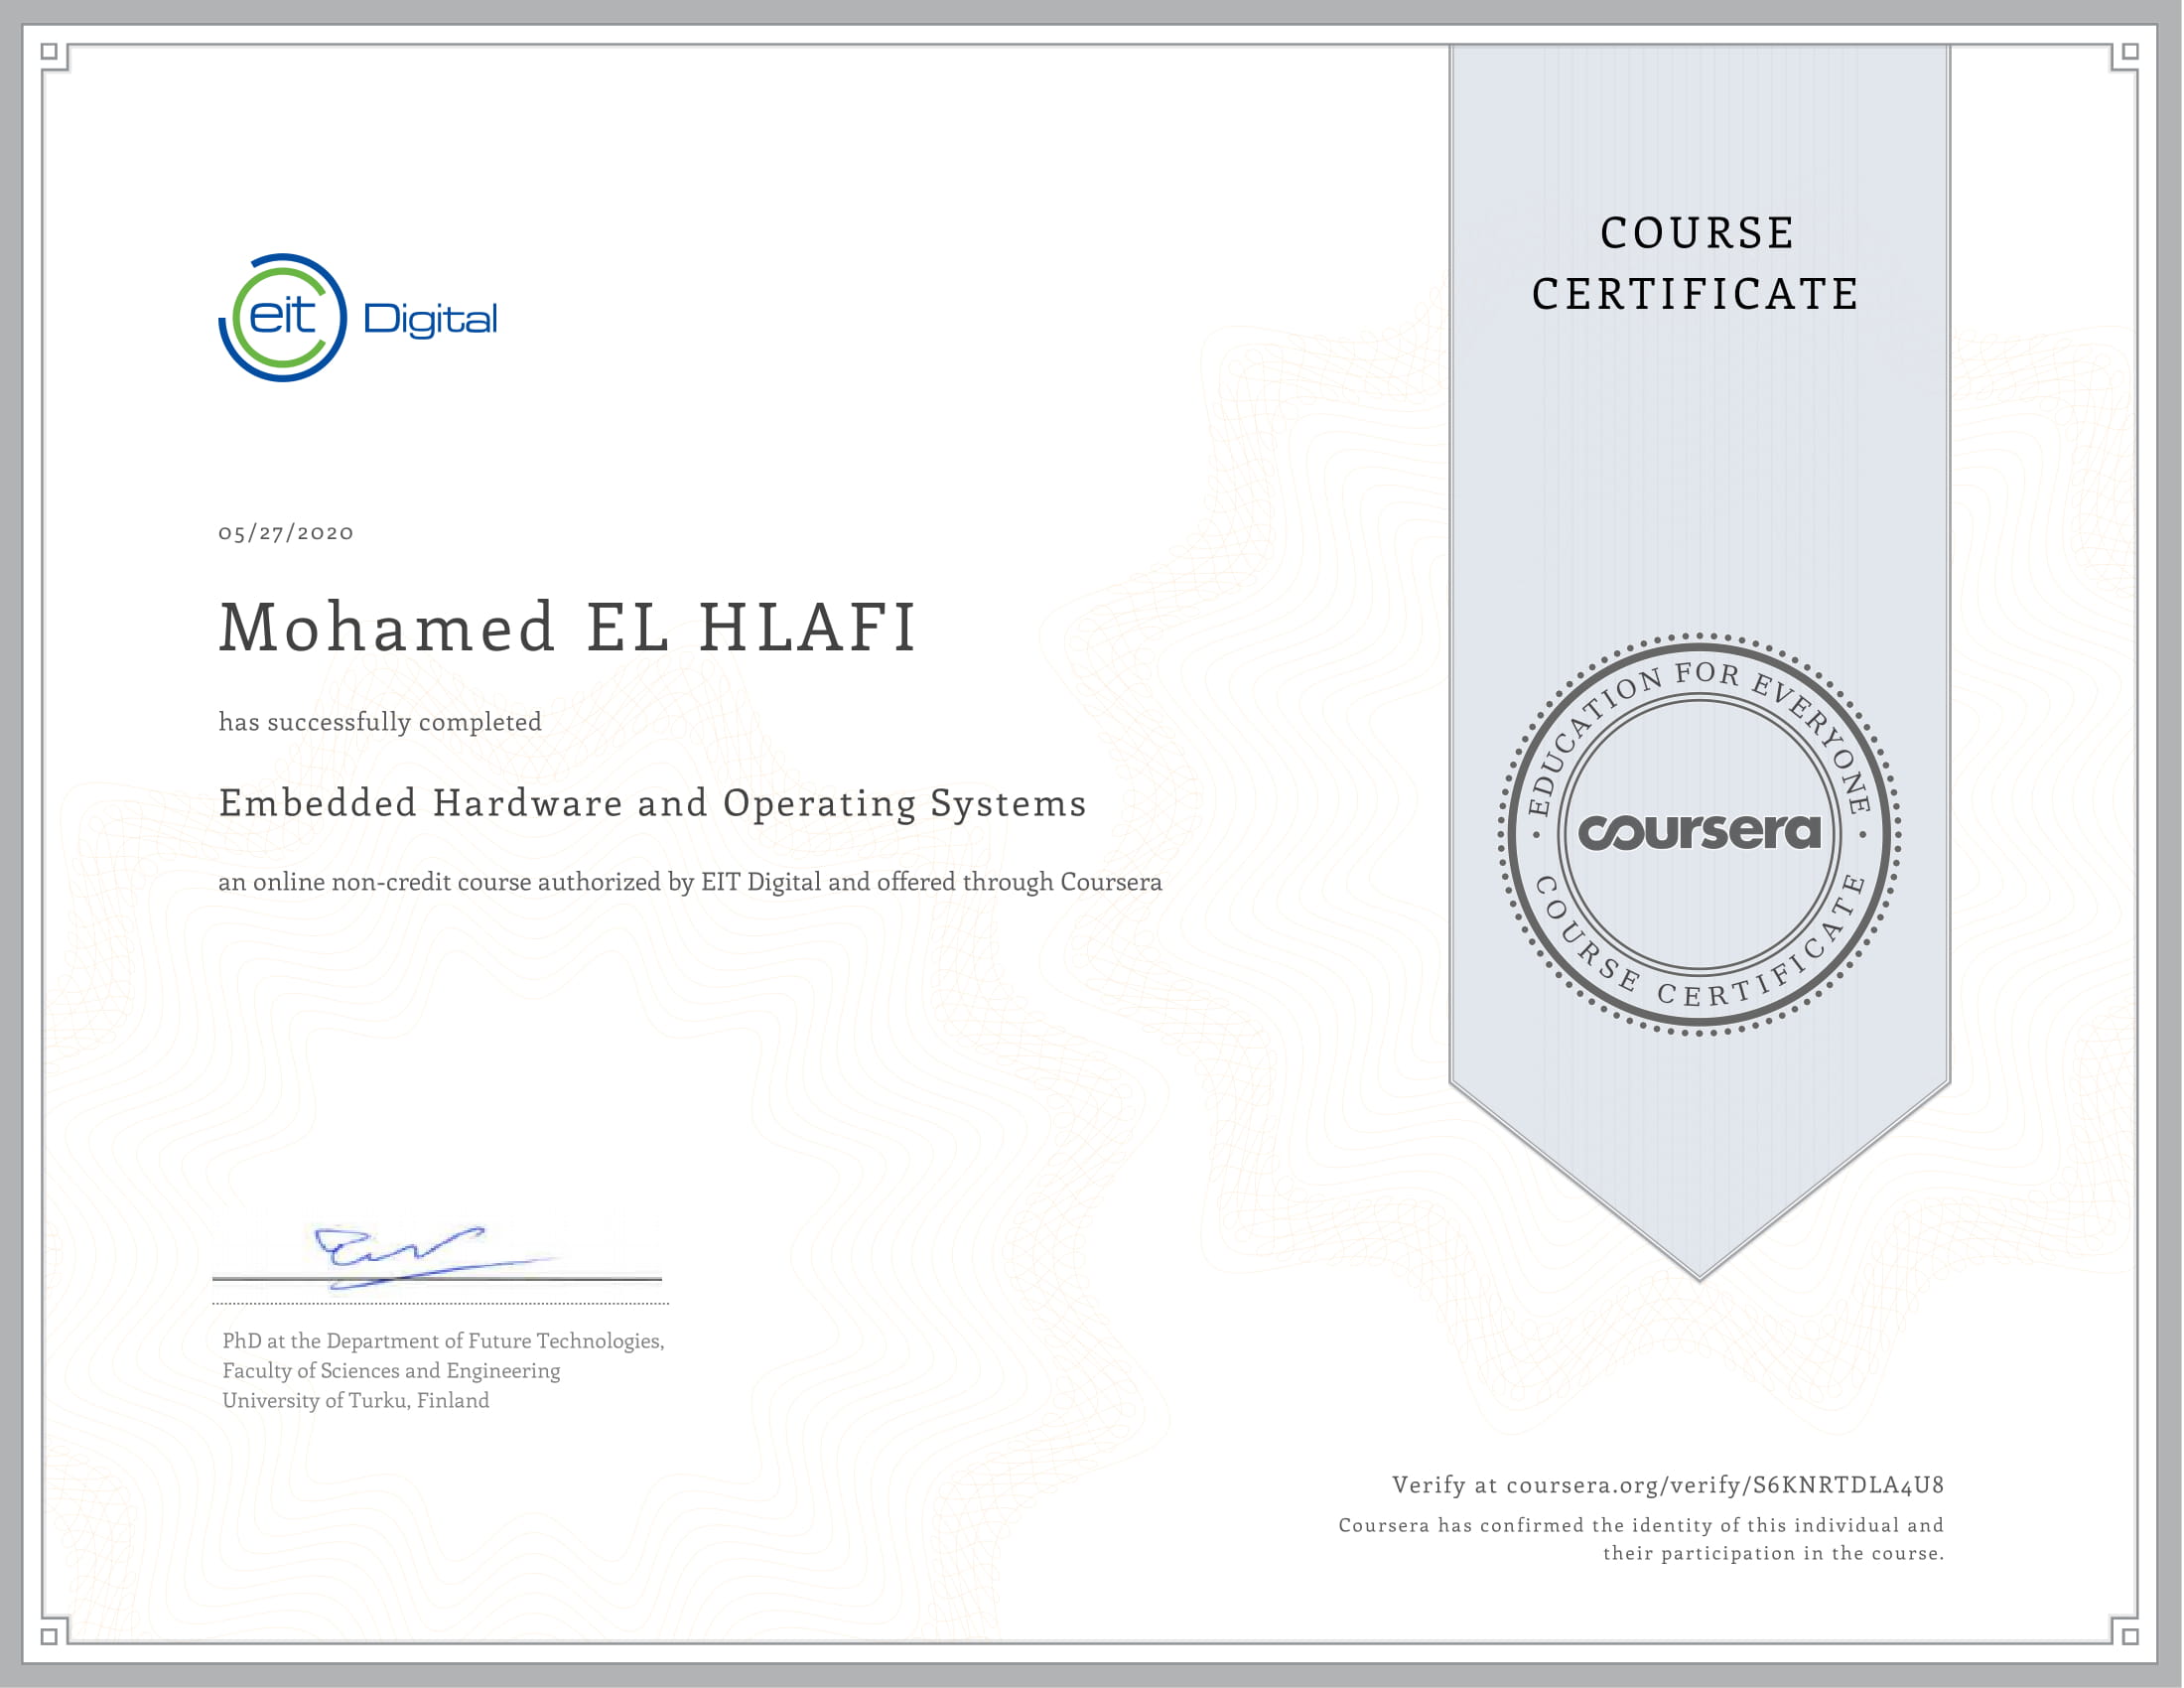 eit Digital
COURSE
CERTIFICATE
05/27/2020
Mohamed EL HLAFI
has successfully completed
Embedded Hardware and Operating Systems
an online non-credit course authorized by EIT Digital and offered through Coursera
EDUCATION FOR EVERYONE
coursera
COURSE CERTIFICATE
PhD at the Department of Future Technologies,
Faculty of Sciences and Engineering
University of Turku, Finland
Verify at coursera.org/verify/S6KNRTDLA4U8
Coursera has confirmed the identity of this individual and
their participation in the course.